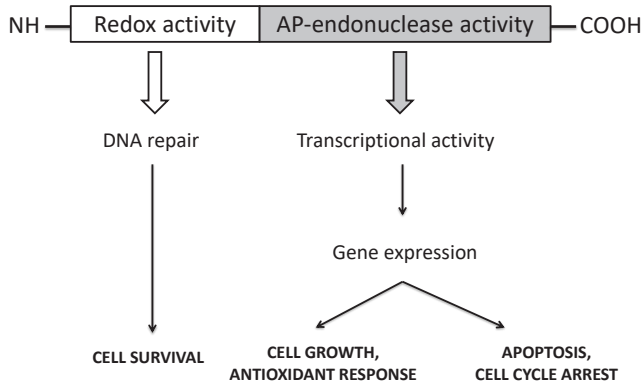 NH Redox activity AP-endonuclease activity COOH
DNA repair Transcriptional activity
Gene expression
CELL SURVIVAL CELL GROWTH, APOPTOSIS,
ANTIOXIDANT RESPONSE CELL CYCLE ARREST